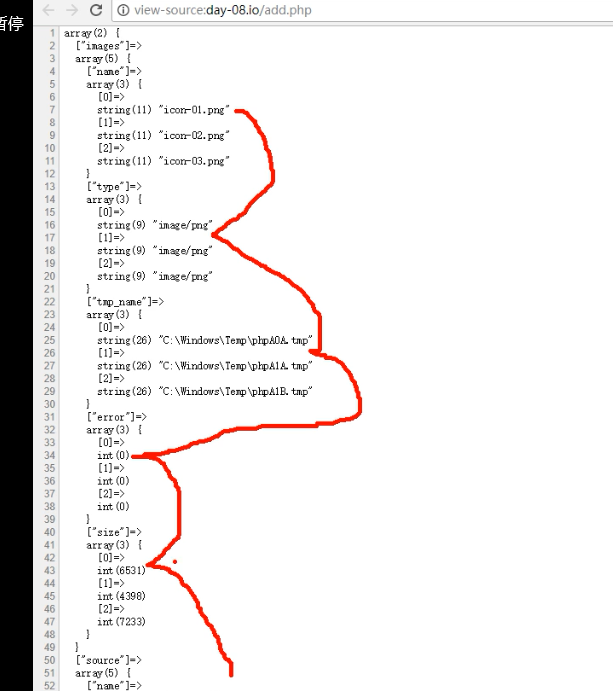 暂停
view-source:day-08.io/add.php
1 array(2) {
2 ["images"]=>
3 array(5) {
4 ["name"]=>
5 array(3) {
6 [0]=>
7 string(11) "icon-01.png"
8 [1]=>
9 string(11) "icon-02.png"
10 [2]=>
11 string(11) "icon-03.png"
12 }
13 ["type"]=>
14 array(3) {
15 [0]=>
16 string(9) "image/png"
17 [1]=>
18 string(9) "image/png"
19 [2]=>
20 string(9) "image/png"
21 }
22 ["tmp_name"]=>
23 array(3) {
24 [0]=>
25 string(26) "C:\Windows\Temp\phpA0A.tmp"
26 [1]=>
27 string(26) "C:\Windows\Temp\phpA1A.tmp"
28 [2]=>
29 string(26) "C:\Windows\Temp\phpA1B.tmp"
30 }
31 ["error"]=>
32 array(3) {
33 [0]=>
34 int(0)
35 [1]=>
36 int(0)
37 [2]=>
38 int(0)
39 }
40 ["size"]=>
41 array(3) {
42 [0]=>
43 int(6531)
44 [1]=>
45 int(4398)
46 [2]=>
47 int(7233)
48 }
49 }
50 ["source"]=>
51 array(5) {
52 ["name"]=>